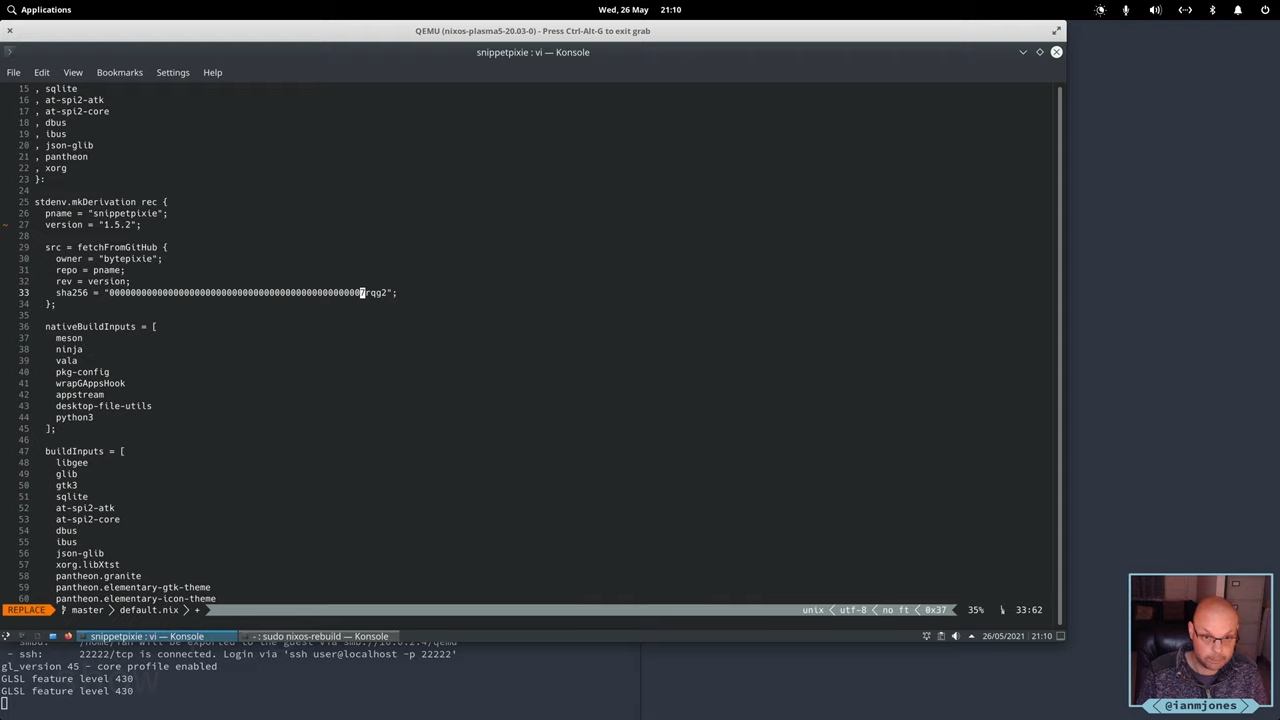 Applications
Wed, 26 May 21:10
QEMU (nixos-plasma5-20.03-0) - Press Ctrl-Alt-G to exit grab
snippetpixie : vi — Konsole
File Edit View Bookmarks Settings Help
15 , sqlite
16 , at-spi2-atk
17 , at-spi2-core
18 , dbus
19 , ibus
20 , json-glib
21 , pantheon
22 , xorg
23 }:
24
25 stdenv.mkDerivation rec {
26 pname = "snippetpixie";
~ 27 version = "1.5.2";
28
29 src = fetchFromGitHub {
30 owner = "bytepixie";
31 repo = pname;
32 rev = version;
33 sha256 = "000000000000000000000000000000000000000000000007rqg2";
34 };
35
36 nativeBuildInputs = [
37 meson
38 ninja
39 vala
40 pkg-config
41 wrapGAppsHook
42 appstream
43 desktop-file-utils
44 python3
45 ];
46
47 buildInputs = [
48 libgee
49 glib
50 gtk3
51 sqlite
52 at-spi2-atk
53 at-spi2-core
54 dbus
55 ibus
56 json-glib
57 xorg.libXtst
58 pantheon.granite
59 pantheon.elementary-gtk-theme
60 pantheon.elementary-icon-theme
REPLACE master default.nix + unix utf-8 no ft 0x37 35% 33:62
snippetpixie : vi — Konsole
- : sudo nixos-rebuild — Konsole
26/05/2021 21:10
- ssh: 22222/tcp is connected. Login via 'ssh user@localhost -p 22222'
gl_version 45 - core profile enabled
GLSL feature level 430
GLSL feature level 430
@ianmjones